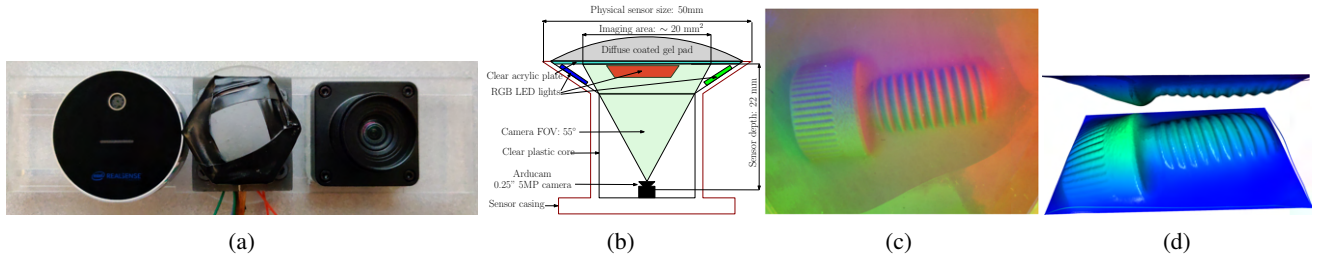 intel REALSENSE
Physical sensor size: 50mm
Imaging area: ∼ 20 mm²
Diffuse coated gel pad
Clear acrylic plate
RGB LED lights
Camera FOV: 55°
Clear plastic core
Arducam
0.25" 5MP camera
Sensor casing
Sensor depth: 22 mm
(a)
(b)
(c)
(d)